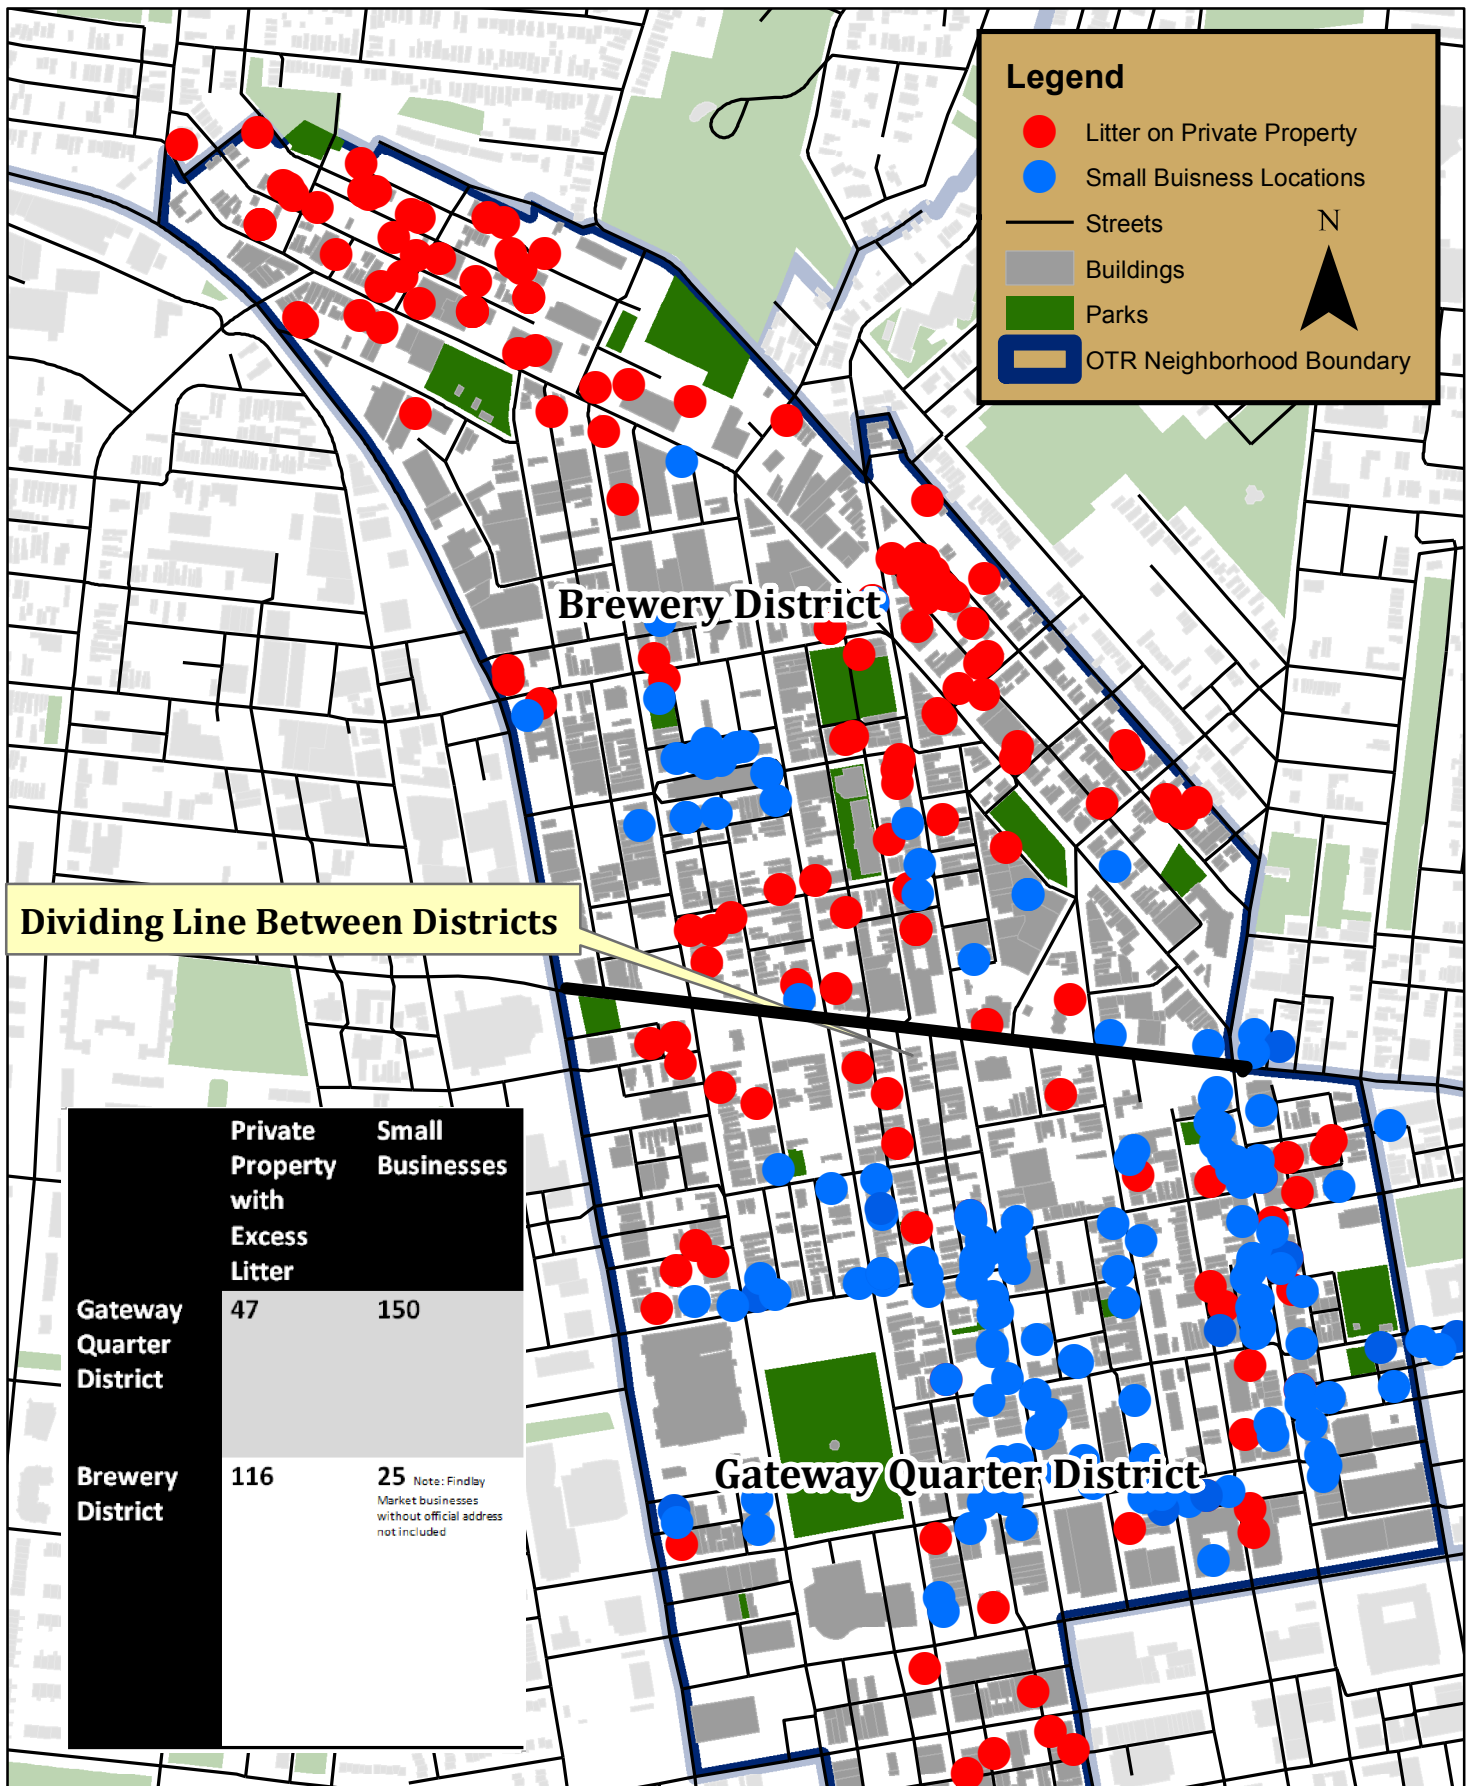 Legend
Litter on Private Property
Small Buisness Locations
Streets
N
Buildings
Parks
OTR Neighborhood Boundary
Brewery District
Dividing Line Between Districts
Private
Property
with
Excess
Litter
Small
Businesses
Gateway
Quarter
District
47
150
Brewery
District
116
25 Note: Findlay
Market businesses
without official address
not included
Gateway Quarter District